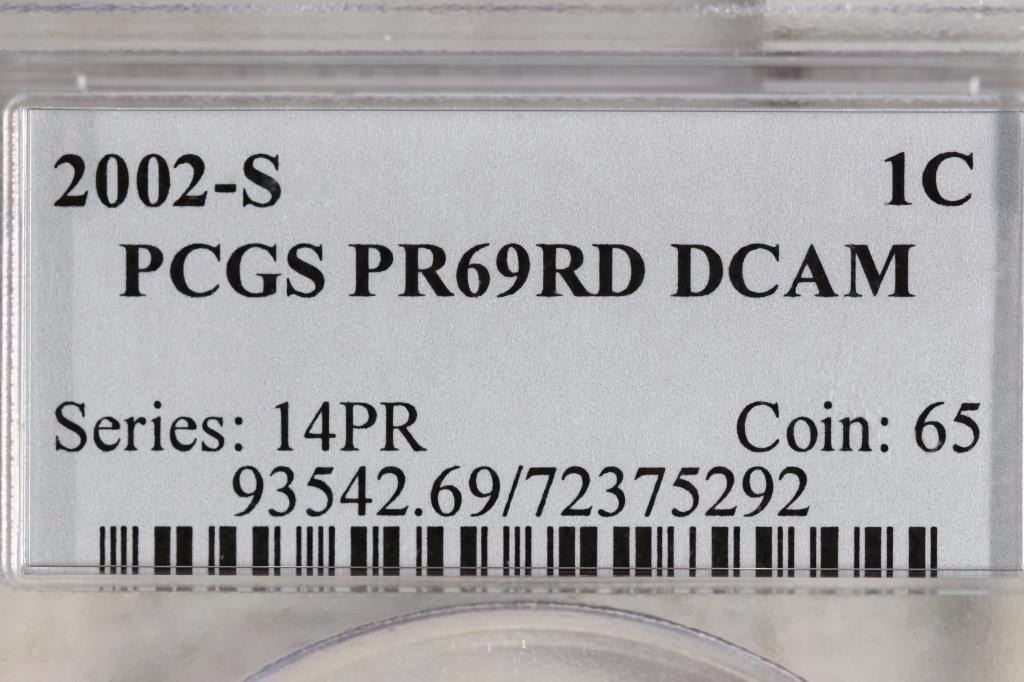 2002-S 1C
PCGS PR69RD DCAM
Series: 14PR Coin: 65
93542.69/72375292